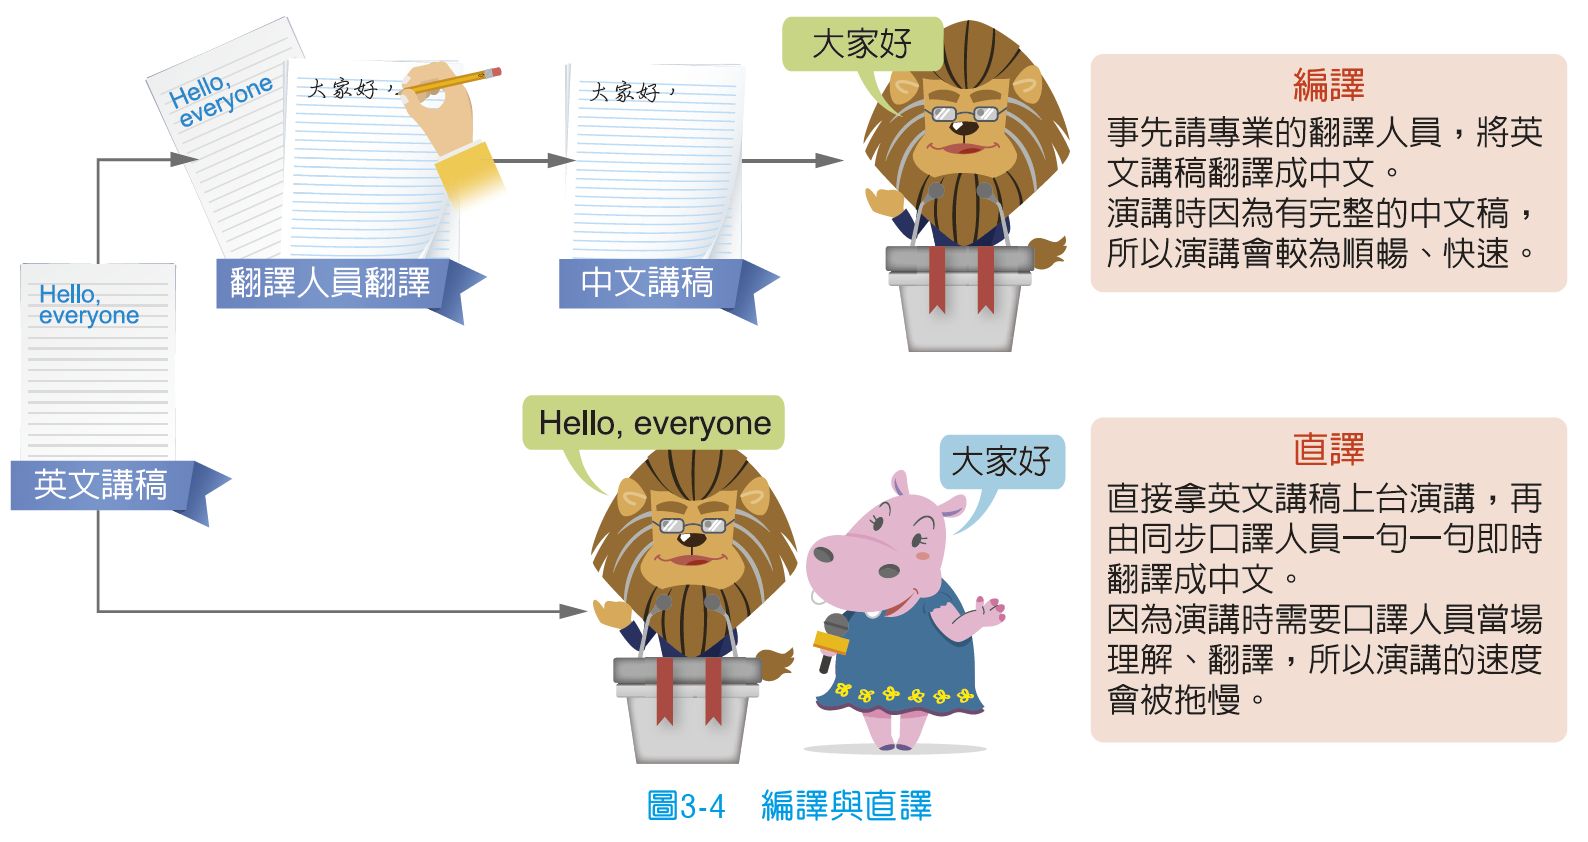 Hello,
everyone
大家好，
翻譯人員翻譯
大家好，
中文講稿
大家好
編譯
事先請專業的翻譯人員，將英
文講稿翻譯成中文。
演講時因為有完整的中文稿，
所以演講會較為順暢、快速。
Hello,
everyone
英文講稿
Hello, everyone
大家好
直譯
直接拿英文講稿上台演講，再
由同步口譯人員一句一句即時
翻譯成中文。
因為演講時需要口譯人員當場
理解、翻譯，所以演講的速度
會被拖慢。
圖3-4　編譯與直譯